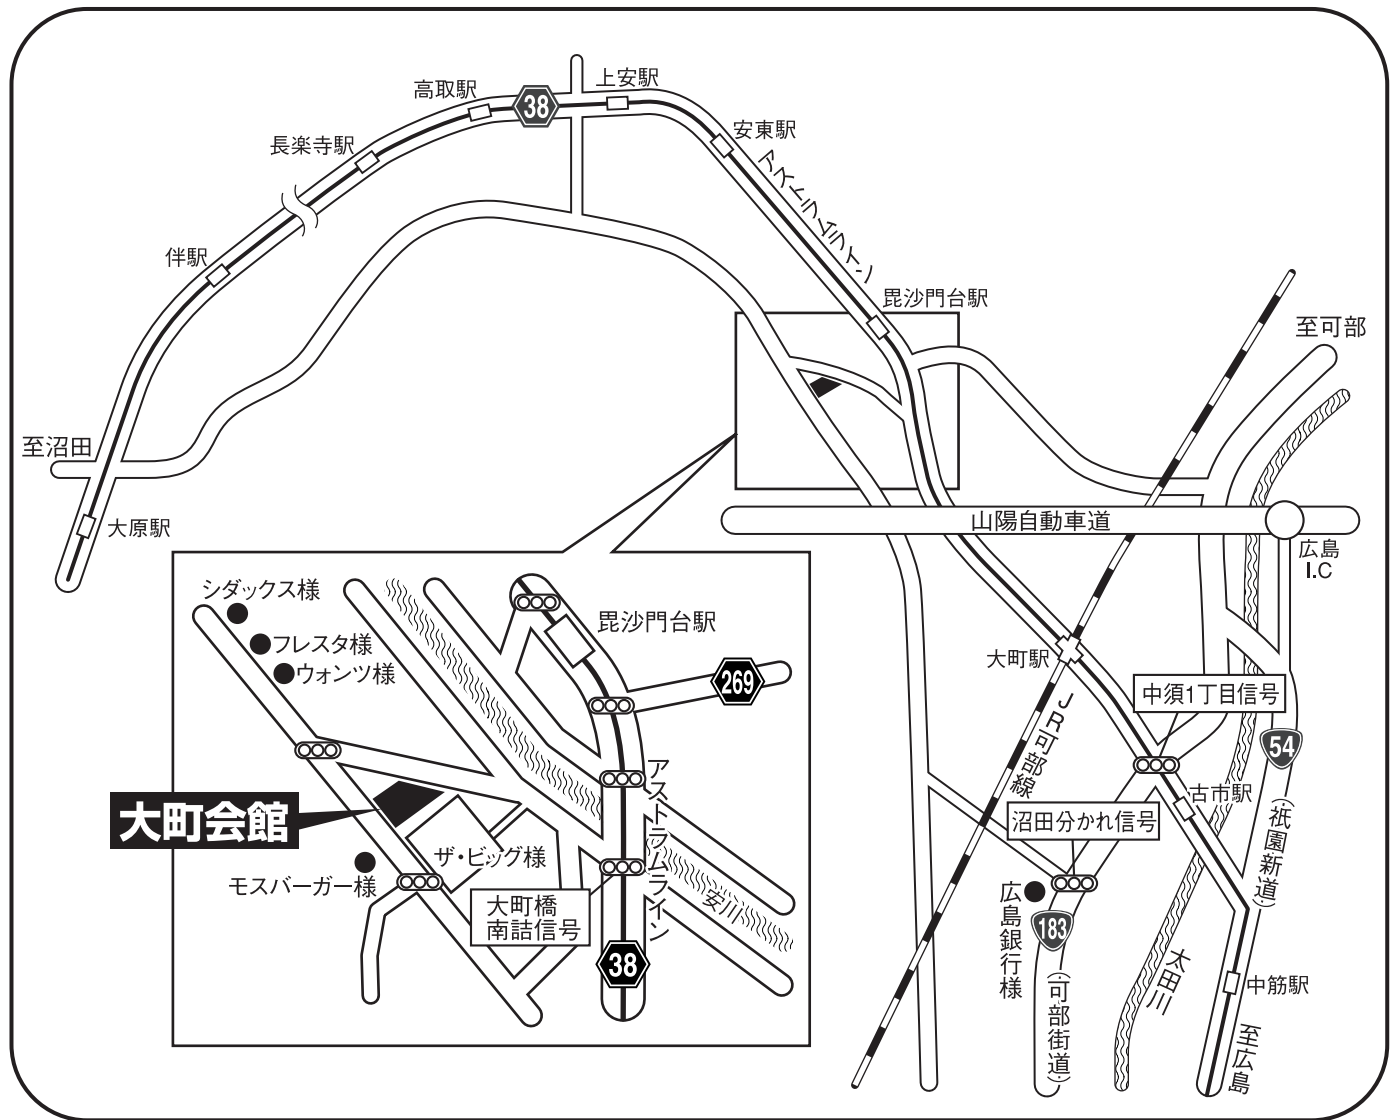 高取駅
38
上安駅
長楽寺駅
安東駅
アストラムライン
伴駅
毘沙門台駅
至可部
至沼田
大原駅
山陽自動車道
広島
I.C
シダックス様
フレスタ様
ウォンツ様
毘沙門台駅
269
大町駅
中須1丁目信号
JR可部線
54
(祇園新道)
アストラムライン
大町会館
古市駅
沼田分かれ信号
ザ・ビッグ様
モスバーガー様
大町橋
南詰信号
安川
広島銀行様
183
(可部街道)
38
太田川
中筋駅
至広島